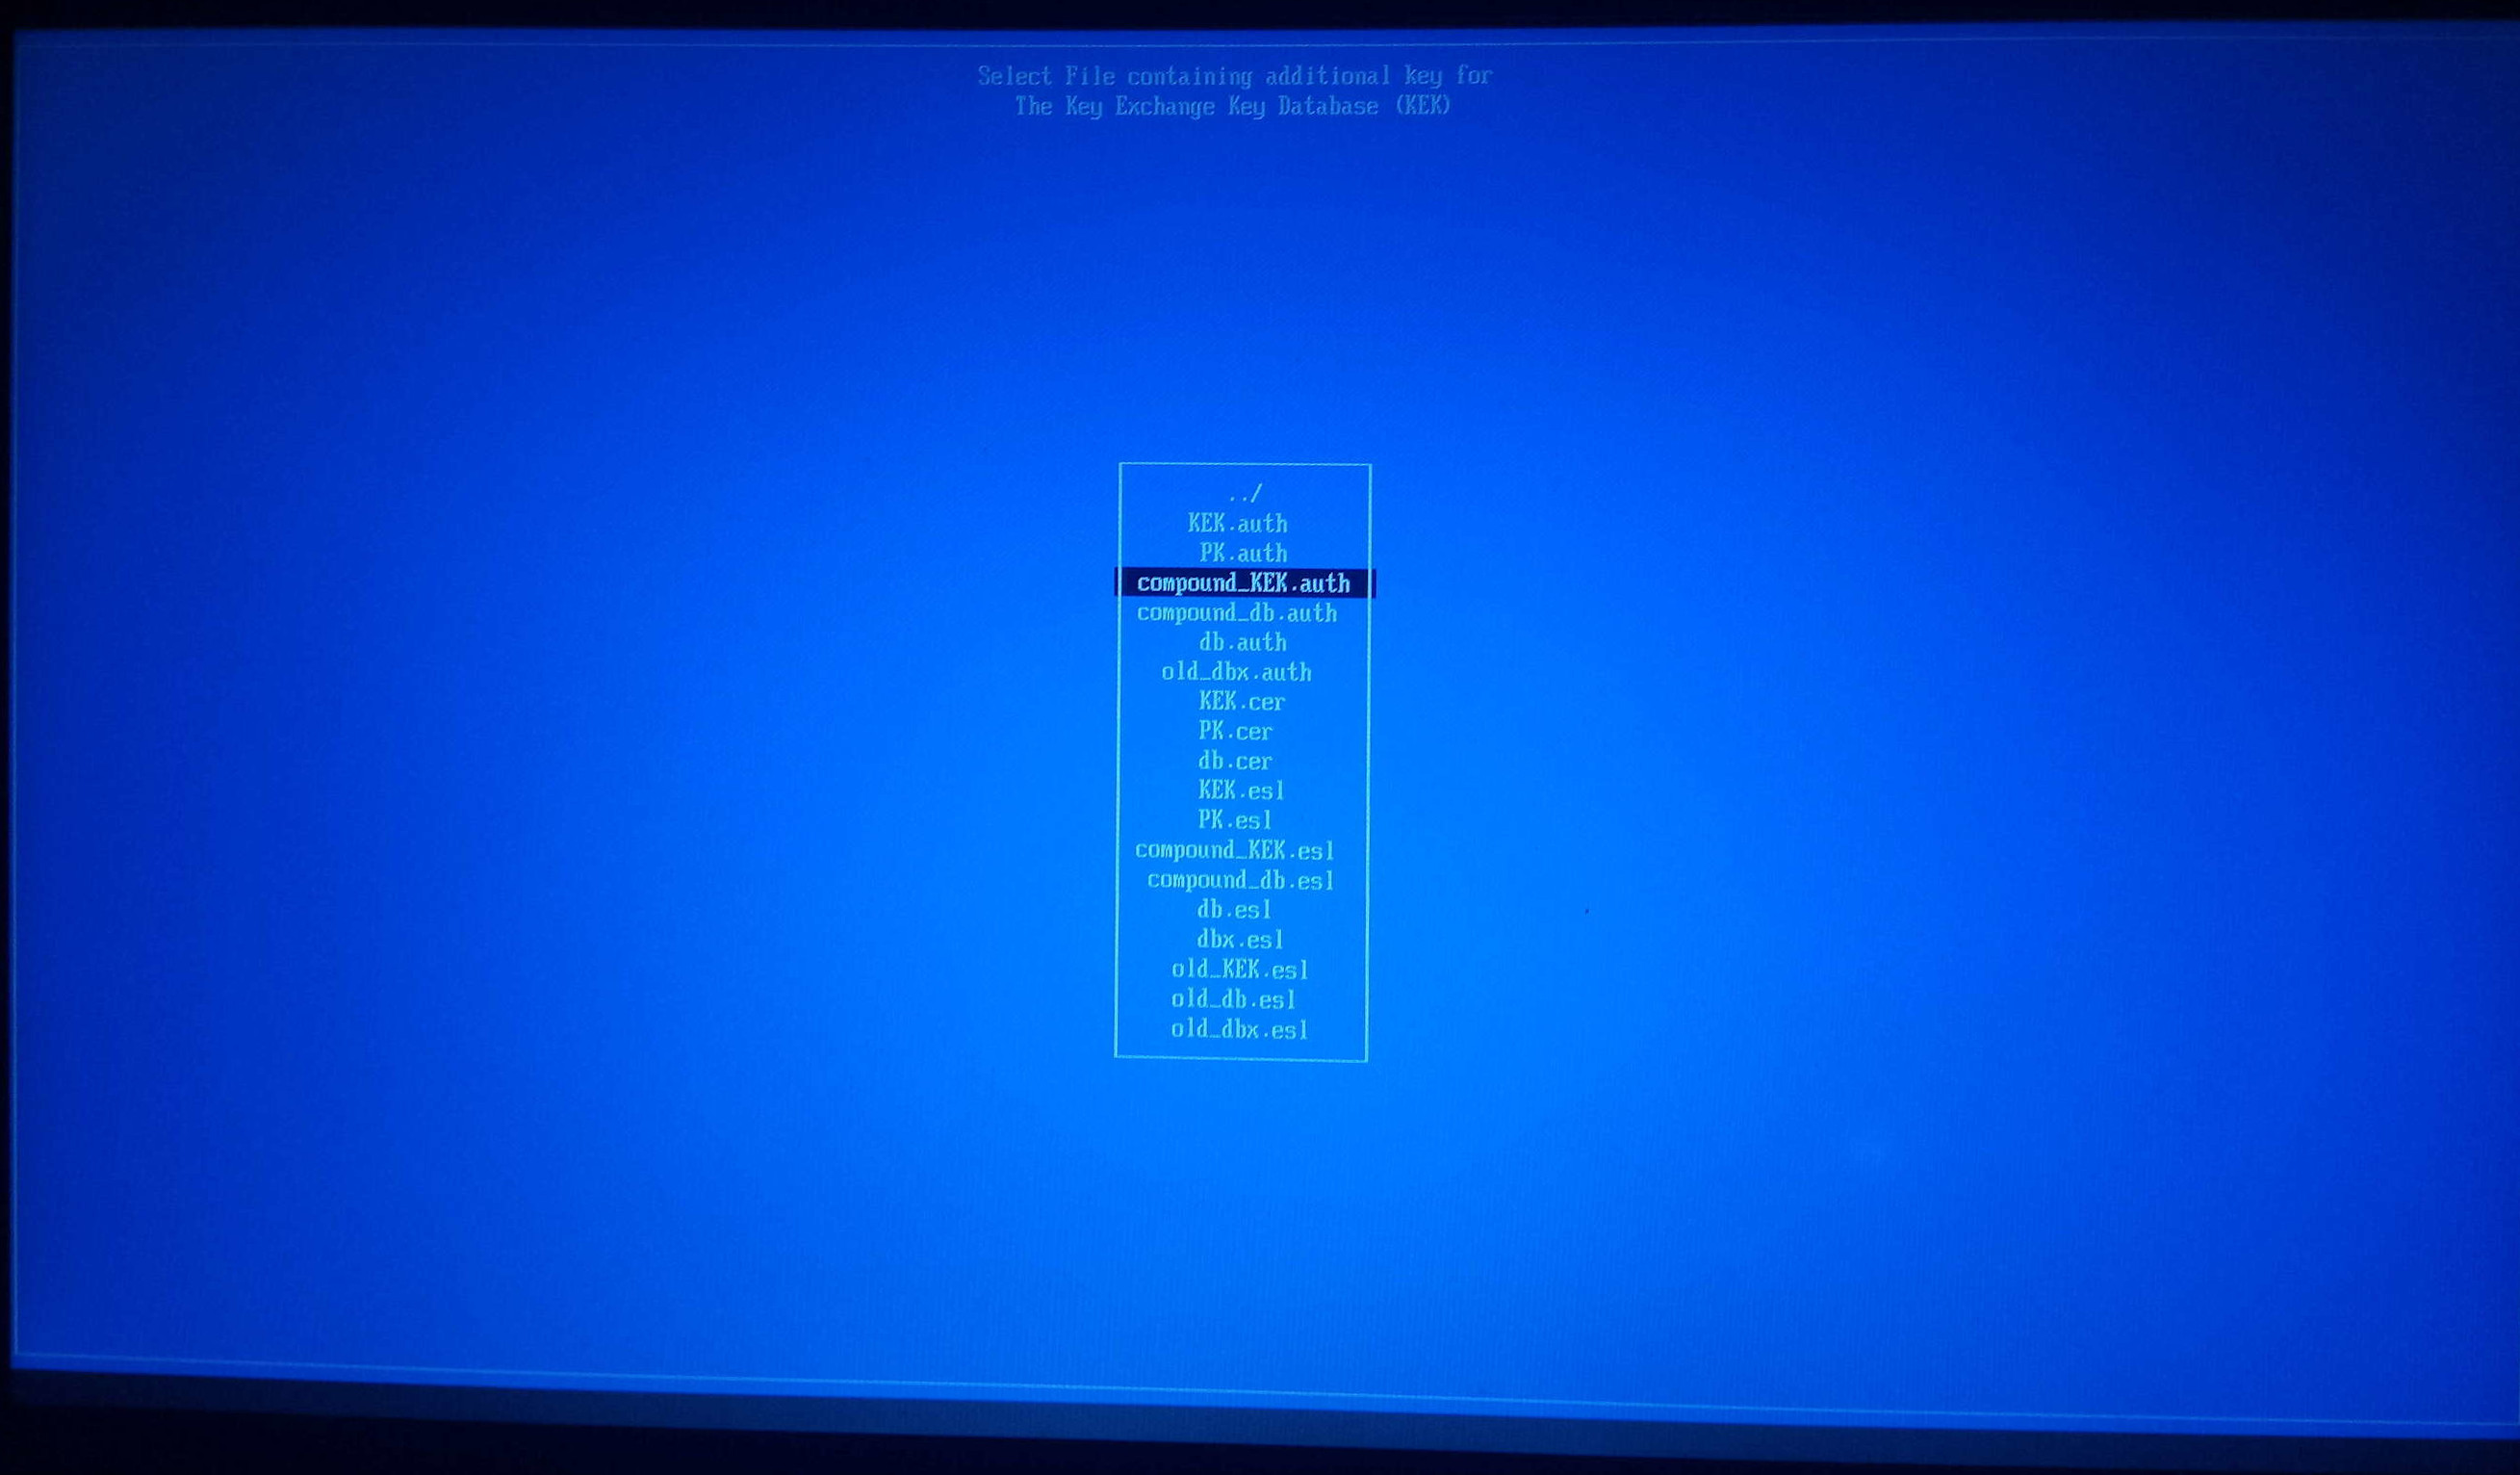 Select File containing additional key for
The Key Exchange Key Database (KEK)
../
KEK.auth
PK.auth
compound_KEK.auth
compound_db.auth
db.auth
old_dbx.auth
KEK.cer
PK.cer
db.cer
KEK.esl
PK.esl
compound_KEK.esl
compound_db.esl
db.esl
dbx.esl
old_KEK.esl
old_db.esl
old_dbx.esl